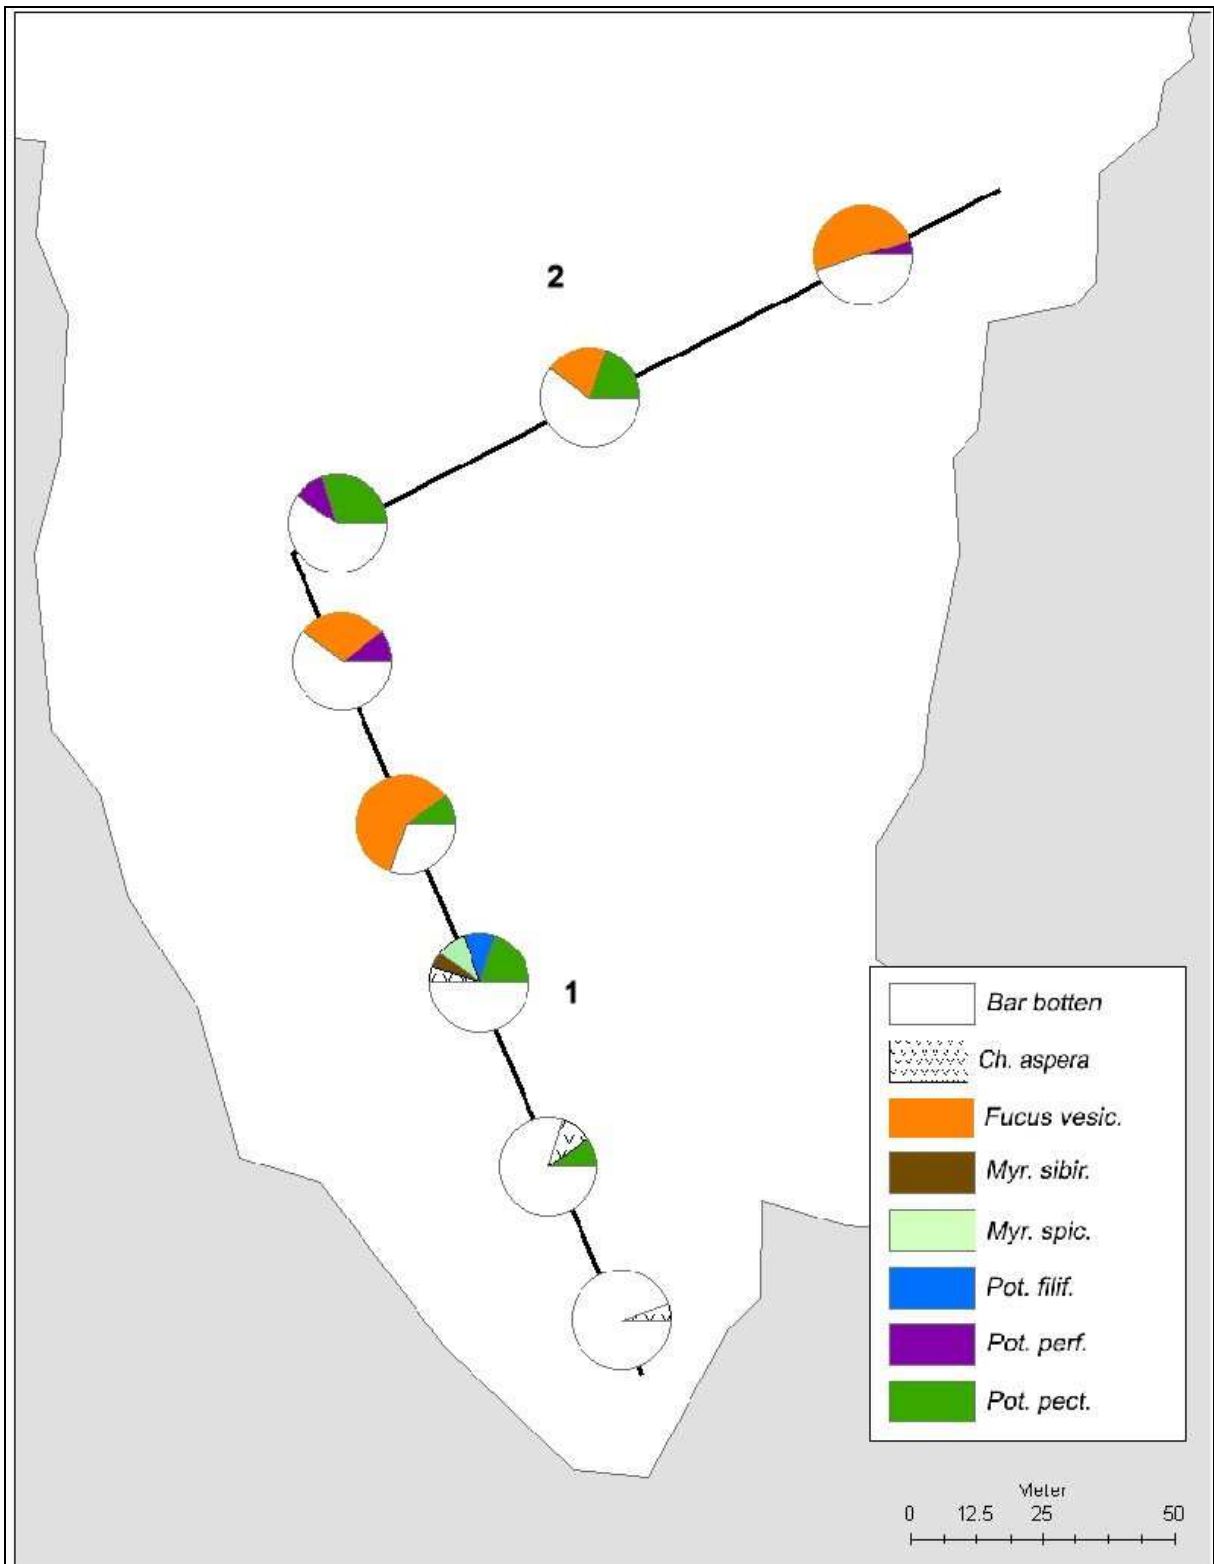 2
1
Bar botten
Ch. aspera
Fucus vesic.
Myr. sibir.
Myr. spic.
Pot. filif.
Pot. perf.
Pot. pect.
Meter
0 12.5 25 50